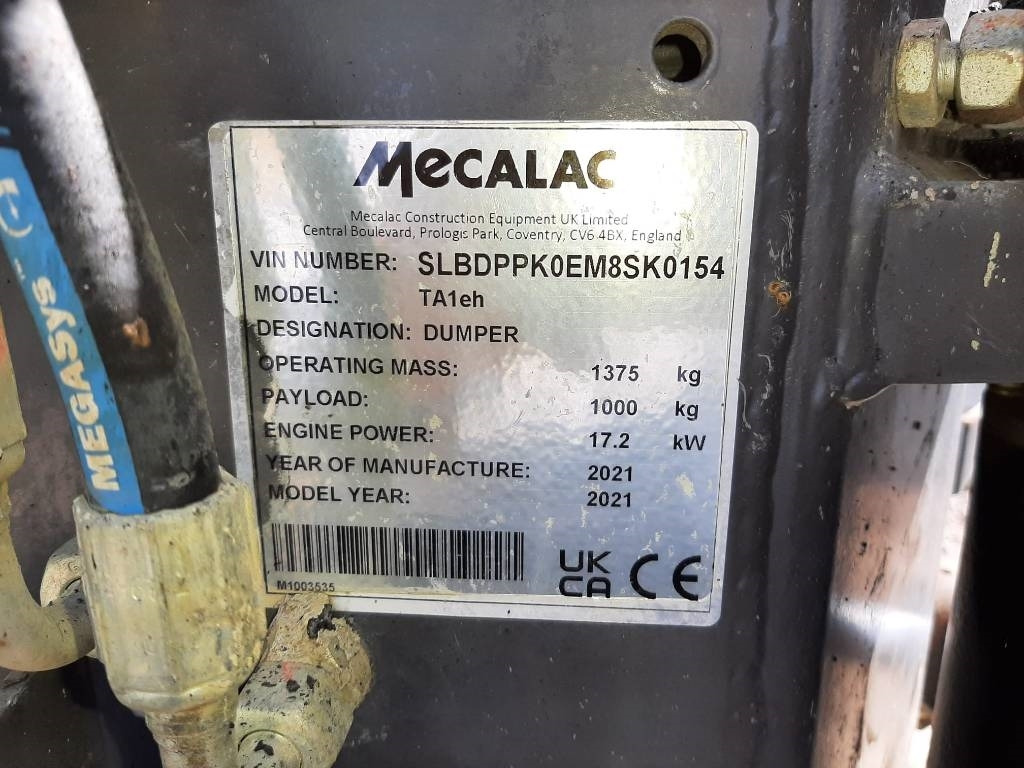 MECALAC
Mecalac Construction Equipment UK Limited
Central Boulevard, Prologis Park, Coventry, CV6 4BX, England
VIN NUMBER: SLBDPPK0EM8SK0154
MODEL: TA1eh
DESIGNATION: DUMPER
OPERATING MASS: 1375 kg
PAYLOAD: 1000 kg
ENGINE POWER: 17.2 kW
YEAR OF MANUFACTURE: 2021
MODEL YEAR: 2021
M1003535
UK
CA CE
MEGASYS™